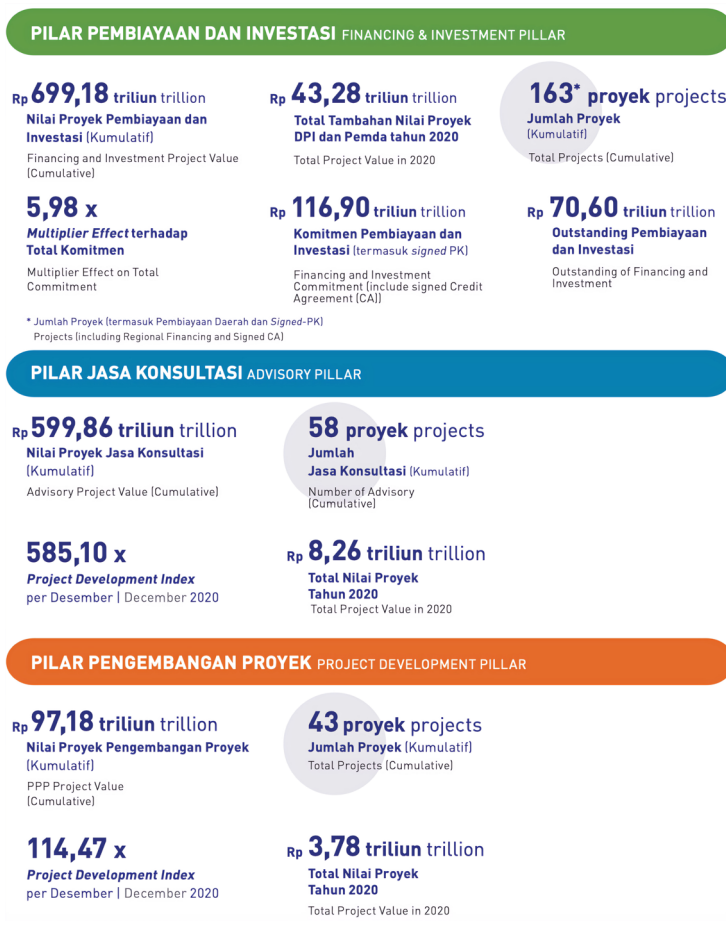 PILAR PEMBIAYAAN DAN INVESTASI FINANCING & INVESTMENT PILLAR
Rp 699,18 triliun trillion
Nilai Proyek Pembiayaan dan
Investasi (Kumulatif)
Financing and Investment Project Value
(Cumulative)
Rp 43,28 triliun trillion
Total Tambahan Nilai Proyek
DPI dan Pemda tahun 2020
Total Project Value in 2020
163* proyek projects
Jumlah Proyek
(Kumulatif)
Total Projects (Cumulative)
5,98 x
Multiplier Effect terhadap
Total Komitmen
Multiplier Effect on Total
Commitment
Rp 116,90 triliun trillion
Komitmen Pembiayaan dan
Investasi (termasuk signed PK)
Financing and Investment
Commitment (include signed Credit
Agreement (CA))
Rp 70,60 triliun trillion
Outstanding Pembiayaan
dan Investasi
Outstanding of Financing and
Investment
* Jumlah Proyek (termasuk Pembiayaan Daerah dan Signed-PK)
Projects (including Regional Financing and Signed CA)
PILAR JASA KONSULTASI ADVISORY PILLAR
Rp 599,86 triliun trillion
Nilai Proyek Jasa Konsultasi
(Kumulatif)
Advisory Project Value (Cumulative)
58 proyek projects
Jumlah
Jasa Konsultasi (Kumulatif)
Number of Advisory
(Cumulative)
585,10 x
Project Development Index
per Desember | December 2020
Rp 8,26 triliun trillion
Total Nilai Proyek
Tahun 2020
Total Project Value in 2020
PILAR PENGEMBANGAN PROYEK PROJECT DEVELOPMENT PILLAR
Rp 97,18 triliun trillion
Nilai Proyek Pengembangan Proyek
(Kumulatif)
PPP Project Value
(Cumulative)
43 proyek projects
Jumlah Proyek (Kumulatif)
Total Projects (Cumulative)
114,47 x
Project Development Index
per Desember | December 2020
Rp 3,78 triliun trillion
Total Nilai Proyek
Tahun 2020
Total Project Value in 2020